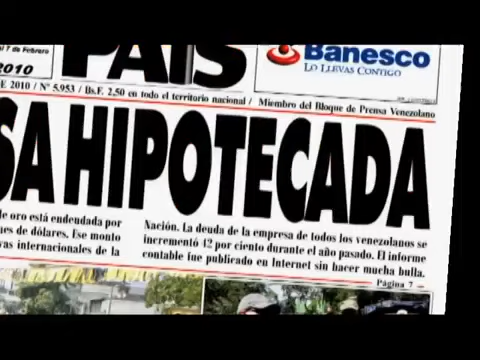 al 7 de Febrero
2010
PAIS
Banesco
LO LLEVAS CONTIGO
E 2010 / N° 5.953 / Bs.F. 2,50 en todo el territorio nacional / Miembro del Bloque de Prensa Venezolano
SA HIPOTECADA
de oro está endeudada por
nes de dólares. Ese monto
vas internacionales de la
Nación. La deuda de la empresa de todos los venezolanos se
incrementó 42 por ciento durante el año pasado. El informe
contable fue publicado en Internet sin hacer mucha bulla.
Página 7